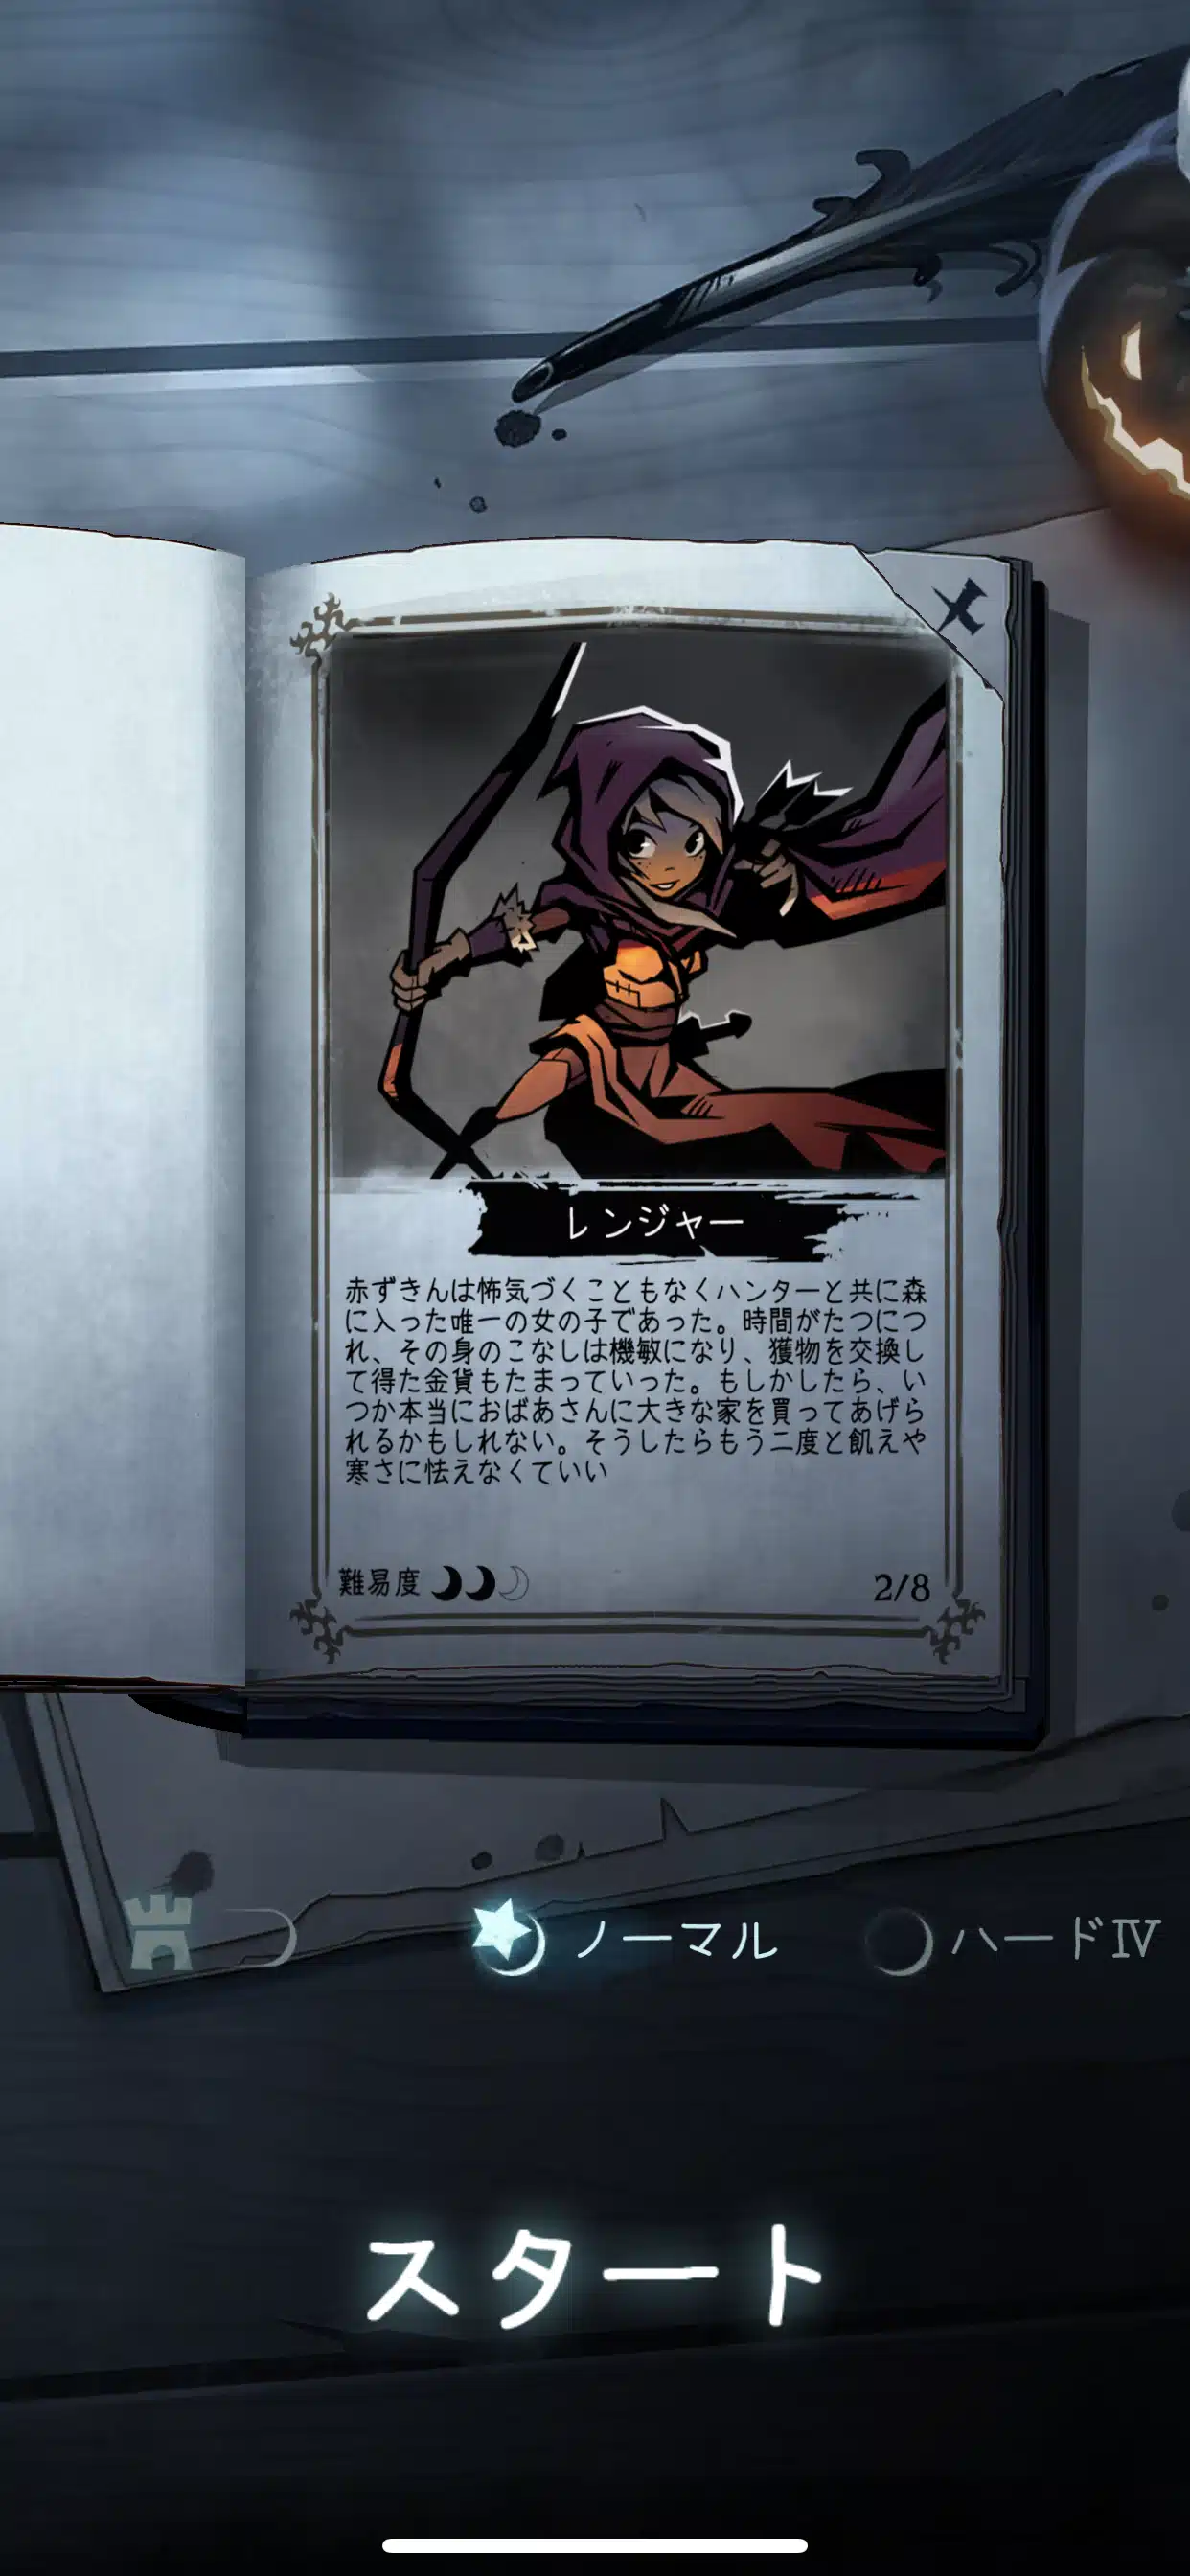 レンジャー
赤ずきんは怖気づくこともなくハンターと共に森
に入った唯一の女の子であった。時間がたつにつ
れ、その身のこなしは機敏になり、獲物を交換し
て得た金貨もたまっていった。もしかしたら、い
つか本当におばあさんに大きな家を買ってあげら
れるかもしれない。そうしたらもう二度と飢えや
寒さに怯えなくていい
難易度
2/8
ノーマル
ハードⅣ
スタート